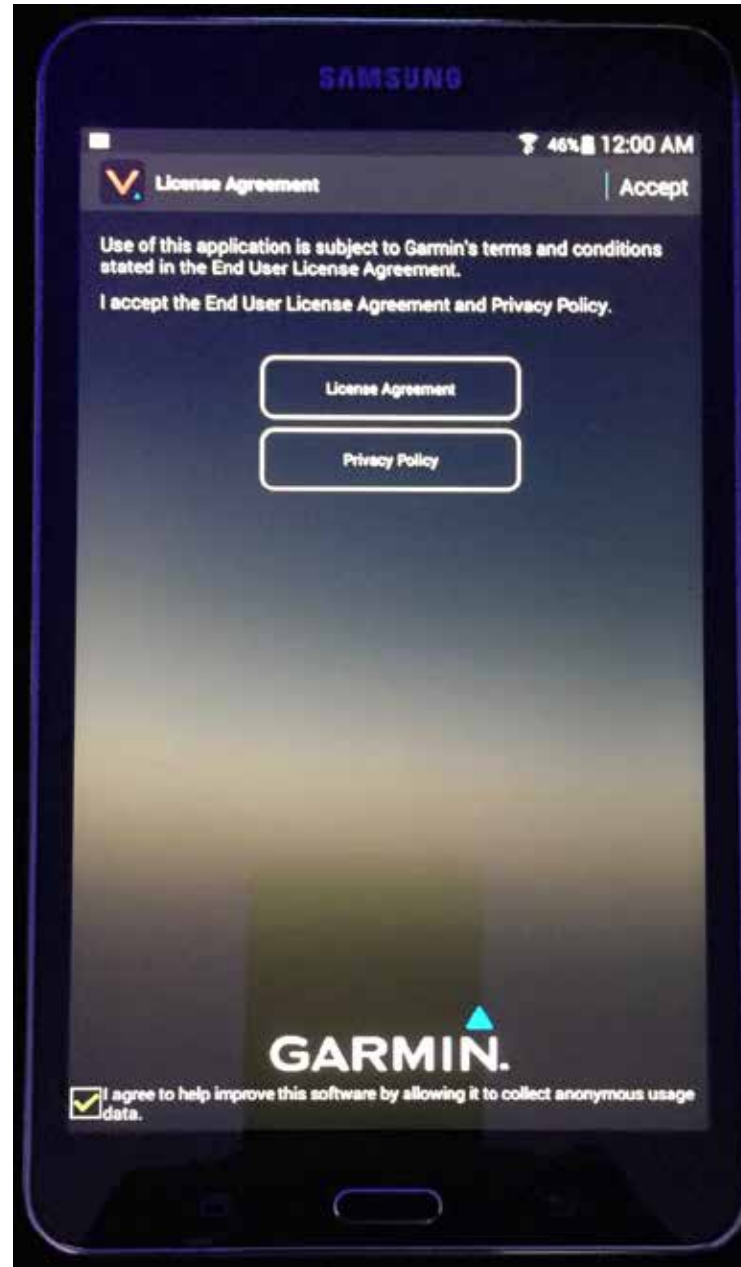 SAMSUNG
46% 12:00 AM
License Agreement
Accept
Use of this application is subject to Garmin's terms and conditions
stated in the End User License Agreement.
I accept the End User License Agreement and Privacy Policy.
License Agreement
Privacy Policy
GARMIN.
I agree to help improve this software by allowing it to collect anonymous usage
data.